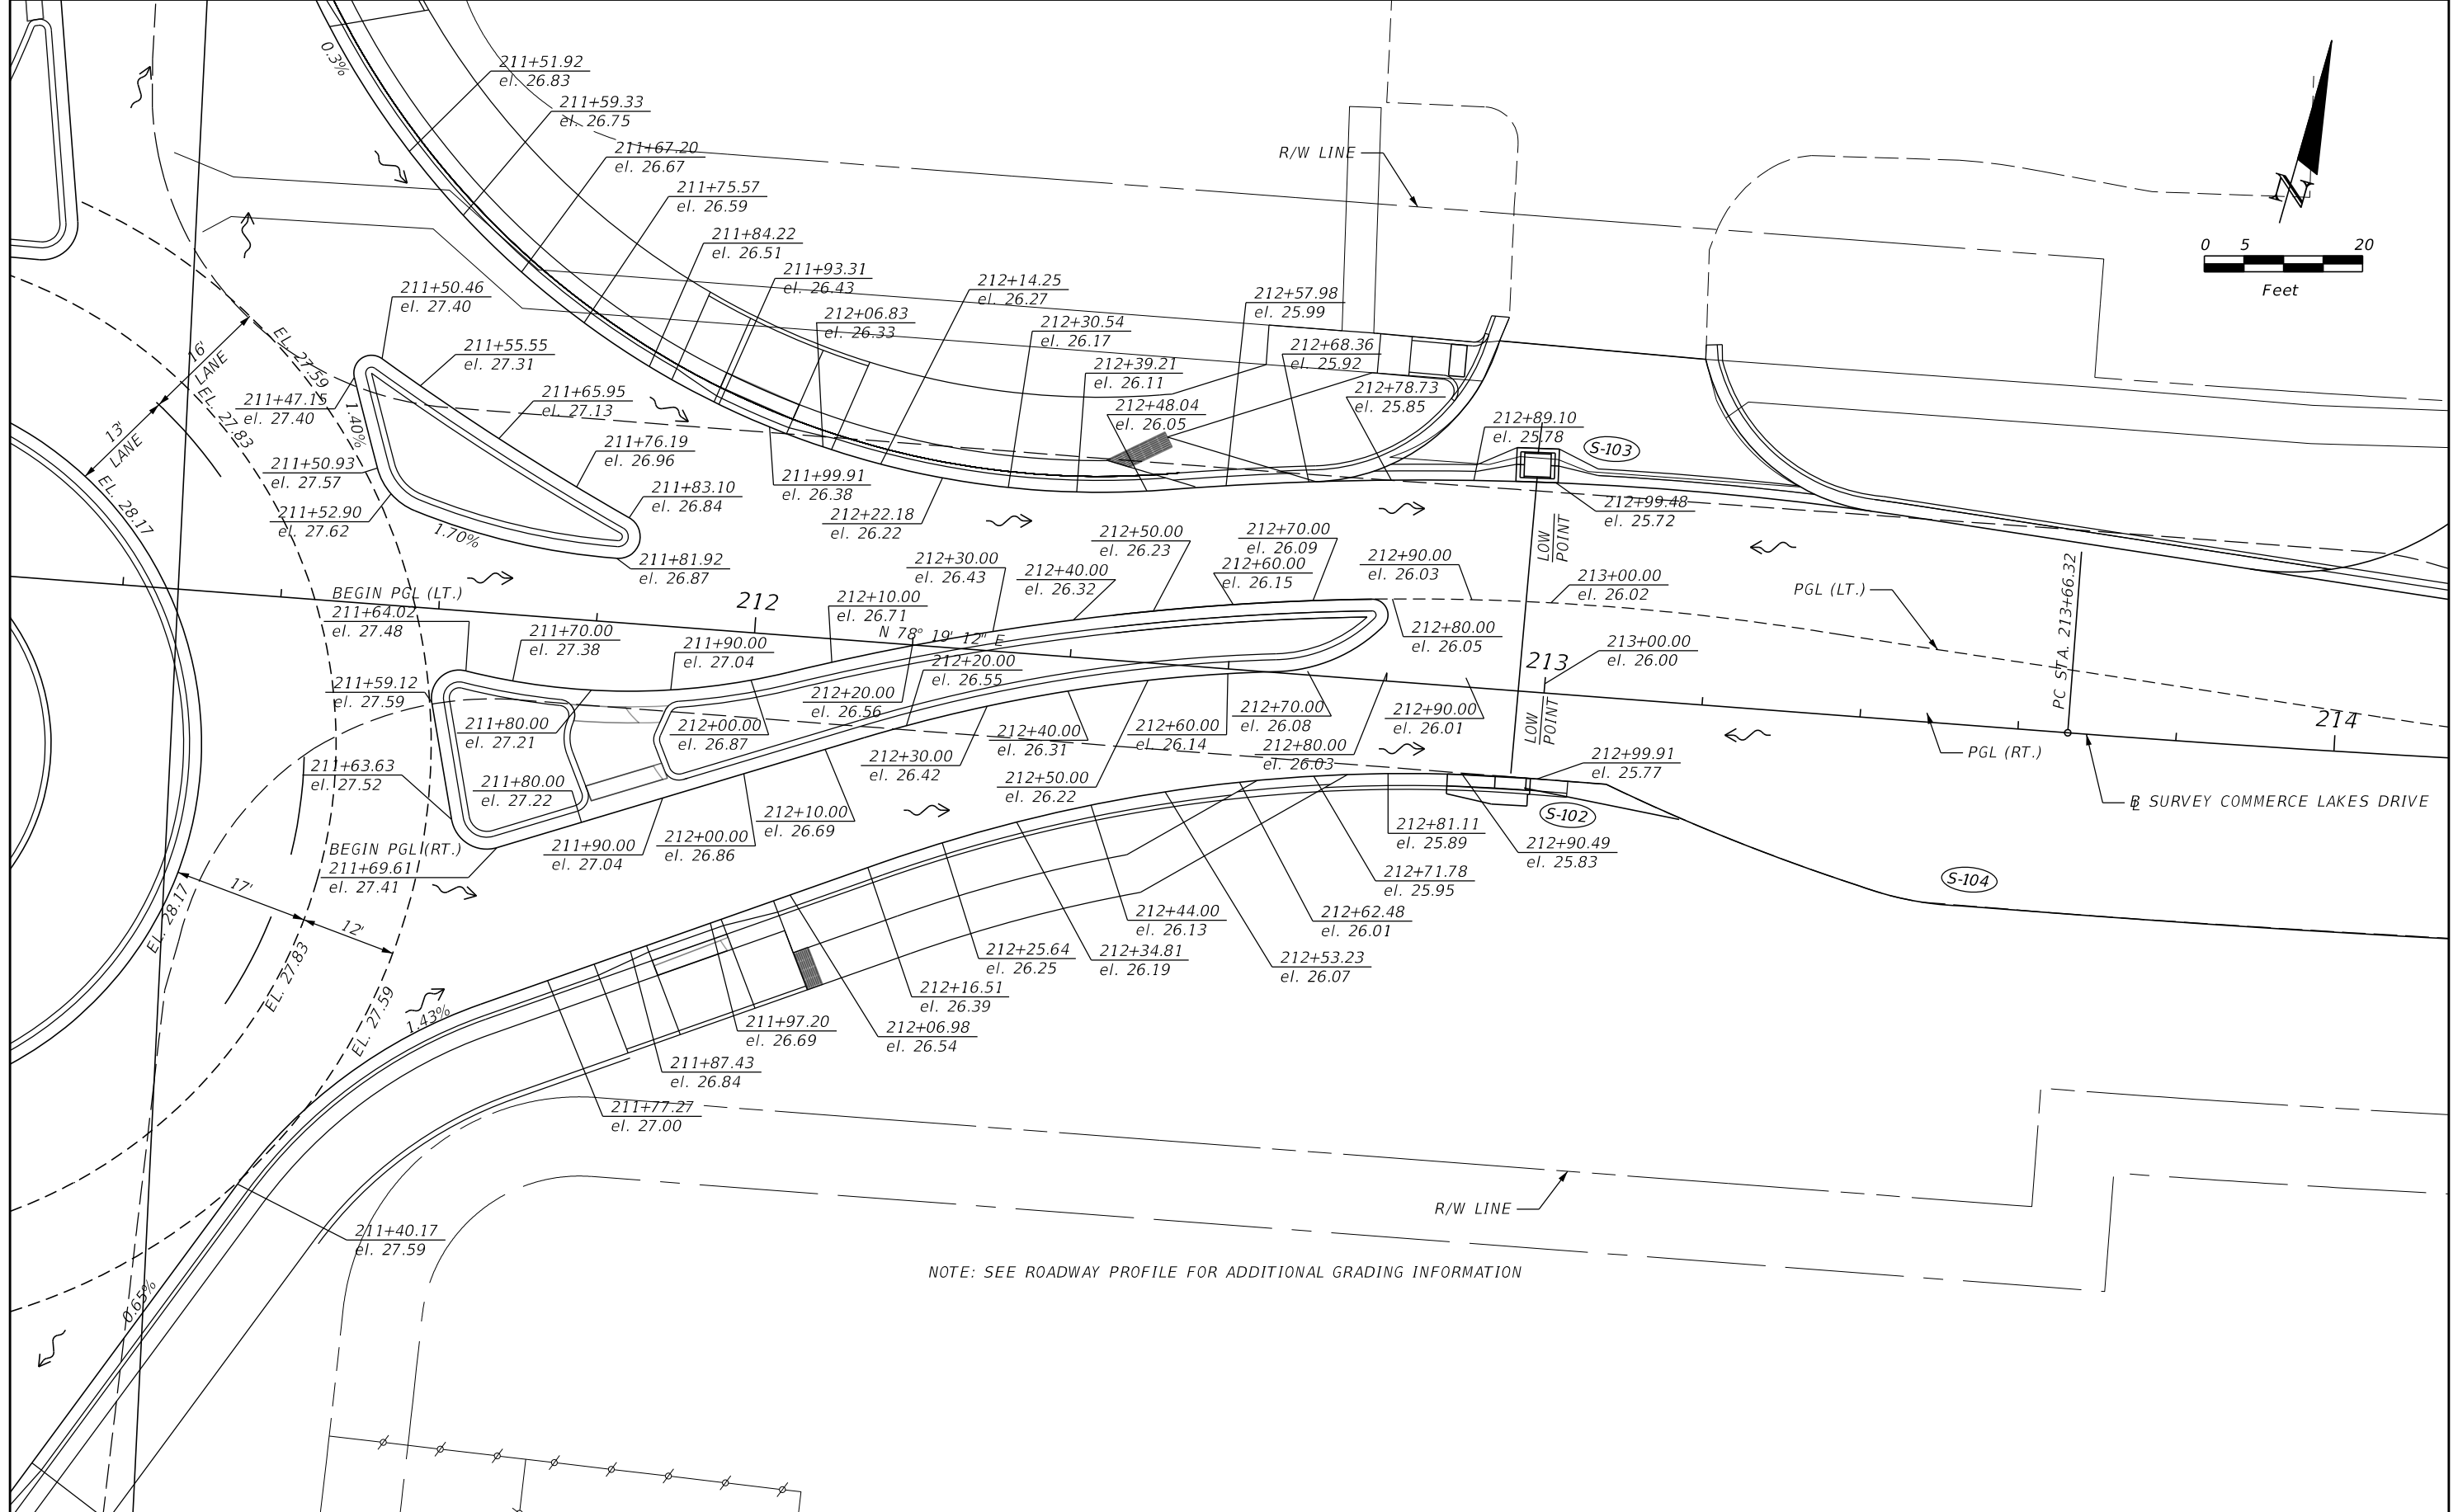 0.3%
211+51.92
el. 26.83
211+59.33
el. 26.75
211+67.20
el. 26.67
211+75.57
el. 26.59
211+84.22
el. 26.51
211+93.31
el. 26.43
212+06.83
el. 26.33
212+14.25
el. 26.27
212+30.54
el. 26.17
212+39.21
el. 26.11
212+48.04
el. 26.05
212+57.98
el. 25.99
212+68.36
el. 25.92
212+78.73
el. 25.85
212+89.10
el. 25.78
S-103
212+99.48
el. 25.72
R/W LINE
N
0 5 20
Feet
211+50.46
el. 27.40
211+55.55
el. 27.31
211+65.95
el. 27.13
211+76.19
el. 26.96
211+83.10
el. 26.84
211+81.92
el. 26.87
211+47.15
el. 27.40
211+50.93
el. 27.57
211+52.90
el. 27.62
1.40%
1.70%
16'
LANE
13'
LANE
EL. 27.59
EL. 27.83
EL. 28.17
211+99.91
el. 26.38
212+22.18
el. 26.22
BEGIN PGL (LT.)
211+64.02
el. 27.48
211+70.00
el. 27.38
211+90.00
el. 27.04
212
212+10.00
el. 26.71
N 78° 19' 12" E
212+30.00
el. 26.43
212+40.00
el. 26.32
212+50.00
el. 26.23
212+60.00
el. 26.15
212+70.00
el. 26.09
212+90.00
el. 26.03
212+80.00
el. 26.05
LOW
POINT
213+00.00
el. 26.02
213+00.00
el. 26.00
213
PGL (LT.)
PC STA. 213+66.32
214
PGL (RT.)
BL SURVEY COMMERCE LAKES DRIVE
211+59.12
el. 27.59
211+80.00
el. 27.21
212+00.00
el. 26.87
212+20.00
el. 26.56
212+20.00
el. 26.55
211+63.63
el. 27.52
211+80.00
el. 27.22
BEGIN PGL (RT.)
211+69.61
el. 27.41
211+90.00
el. 27.04
212+00.00
el. 26.86
212+10.00
el. 26.69
212+30.00
el. 26.42
212+40.00
el. 26.31
212+50.00
el. 26.22
212+60.00
el. 26.14
212+70.00
el. 26.08
212+80.00
el. 26.03
212+90.00
el. 26.01
LOW
POINT
212+99.91
el. 25.77
S-102
212+90.49
el. 25.83
212+81.11
el. 25.89
212+71.78
el. 25.95
212+62.48
el. 26.01
212+53.23
el. 26.07
212+44.00
el. 26.13
212+34.81
el. 26.19
212+25.64
el. 26.25
212+16.51
el. 26.39
212+06.98
el. 26.54
211+97.20
el. 26.69
211+87.43
el. 26.84
211+77.27
el. 27.00
S-104
17'
12'
EL. 28.17
EL. 27.83
EL. 27.59
1.43%
211+40.17
el. 27.59
0.65%
R/W LINE
NOTE: SEE ROADWAY PROFILE FOR ADDITIONAL GRADING INFORMATION